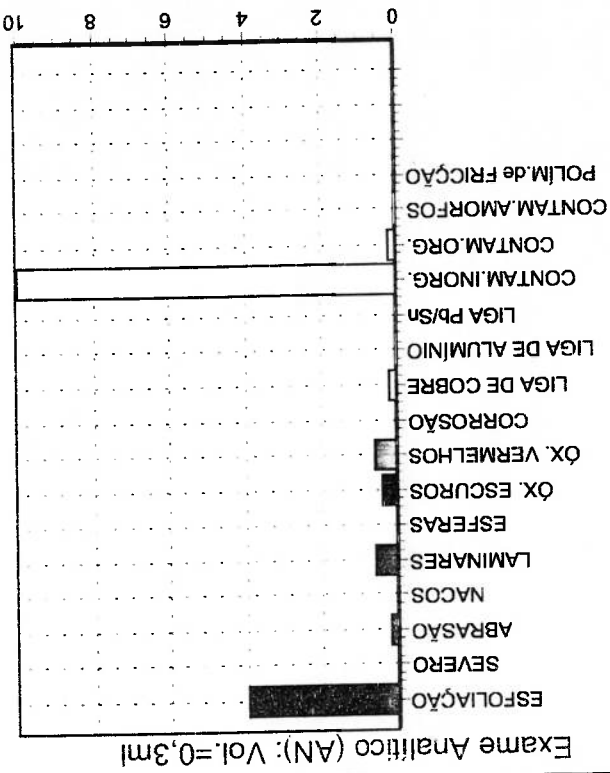 Exame Analítico (AN): Vol.=0,3ml
ESFOLIAÇÃO
SEVERO
ABRASÃO
NACOS
LAMINARES
ESFERAS
ÓX. ESCUROS
ÓX. VERMELHOS
CORROSÃO
LIGA DE COBRE
LIGA DE ALUMÍNIO
LIGA Pb/Sn
CONTAM.INORG.
CONTAM.ORG.
CONTAM.AMORFOS
POLÍM.de FRICÇÃO
0 2 4 6 8 10